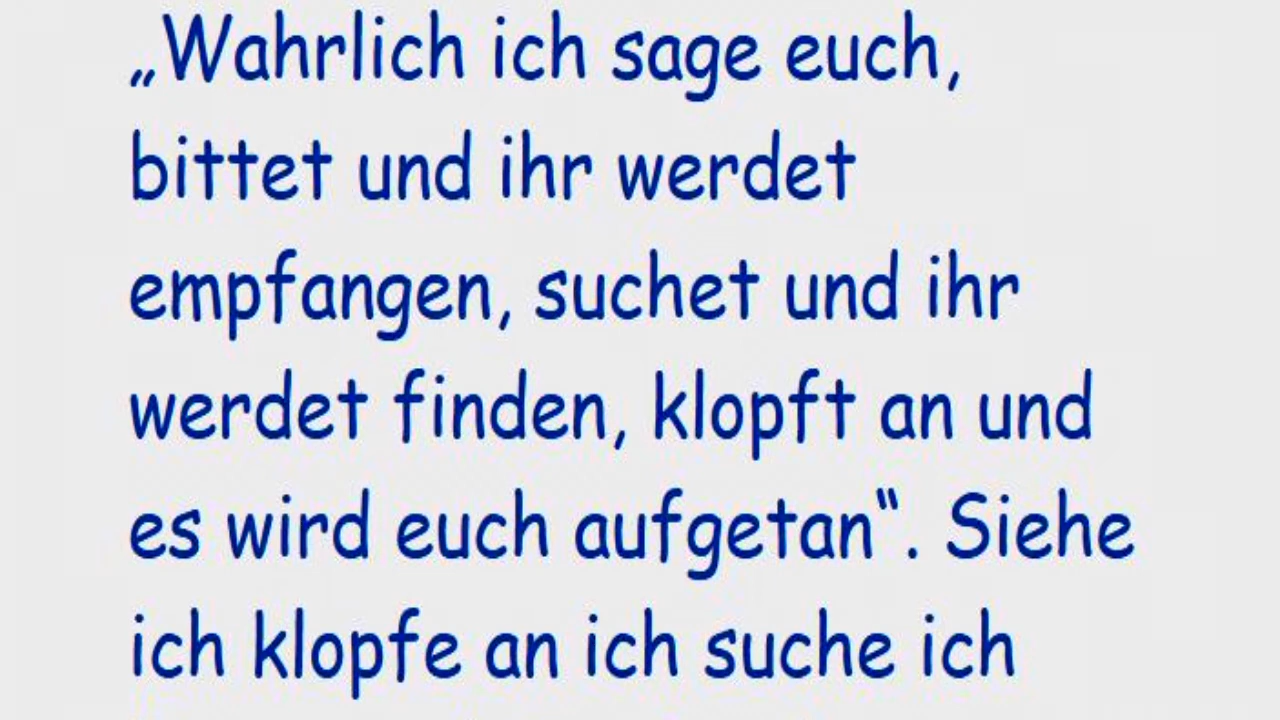 „Wahrlich ich sage euch,
bittet und ihr werdet
empfangen, suchet und ihr
werdet finden, klopft an und
es wird euch aufgetan“. Siehe
ich klopfe an ich suche ich